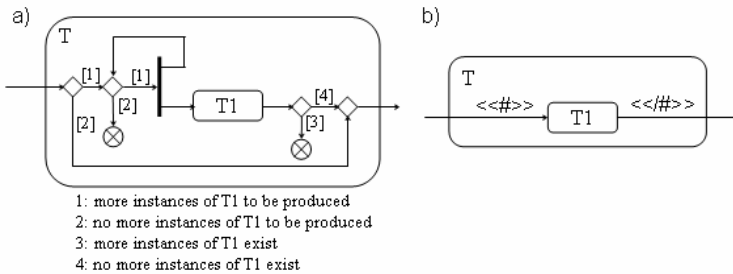 a)
T
[1]
[1]
[2]
[2]
T1
[4]
[3]
1: more instances of T1 to be produced
2: no more instances of T1 to be produced
3: more instances of T1 exist
4: no more instances of T1 exist
b)
T
<<#>>
T1
<</#>>